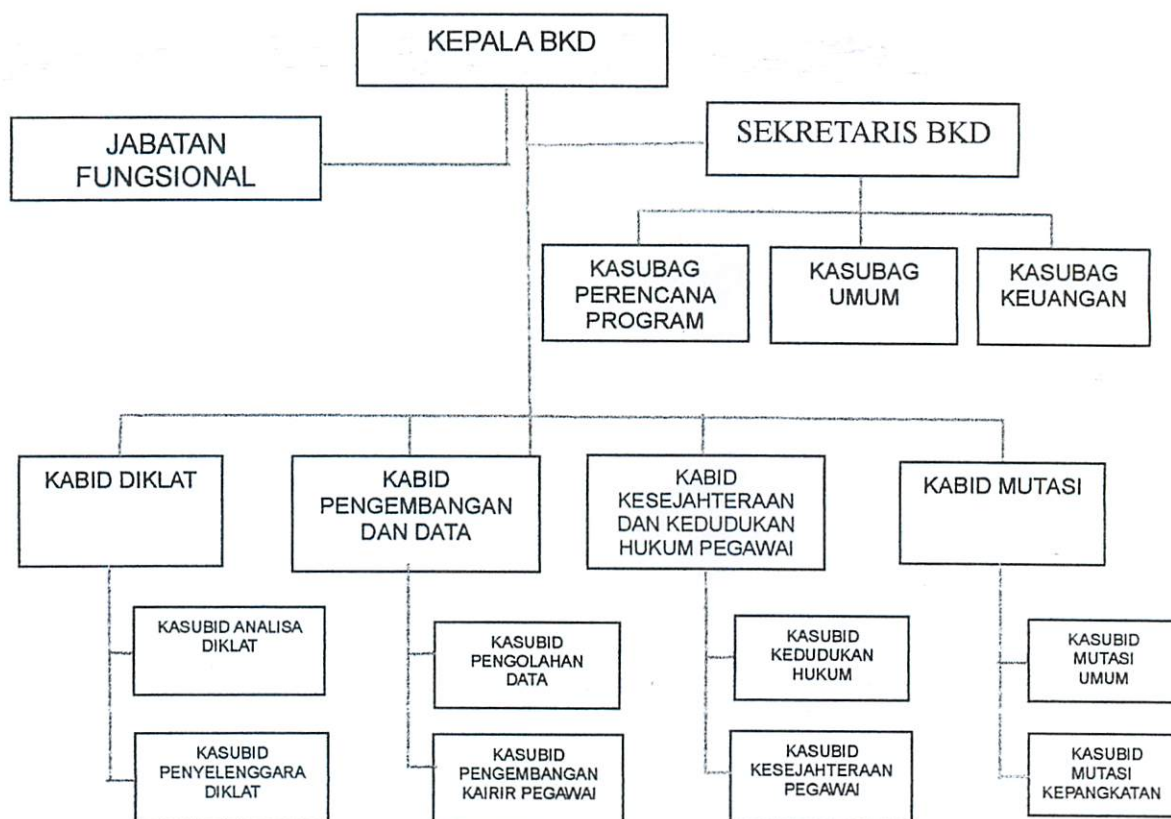 KEPALA BKD
JABATAN
FUNGSIONAL
SEKRETARIS BKD
KASUBAG
PERENCANA
PROGRAM
KASUBAG
UMUM
KASUBAG
KEUANGAN
KABID DIKLAT
KABID
PENGEMBANGAN
DAN DATA
KABID
KESEJAHTERAAN
DAN KEDUDUKAN
HUKUM PEGAWAI
KABID MUTASI
KASUBID ANALISA
DIKLAT
KASUBID
PENGOLAHAN
DATA
KASUBID
KEDUDUKAN
HUKUM
KASUBID
MUTASI
UMUM
KASUBID
PENYELENGGARA
DIKLAT
KASUBID
PENGEMBANGAN
KAIRIR PEGAWAI
KASUBID
KESEJAHTERAAN
PEGAWAI
KASUBID
MUTASI
KEPANGKATAN